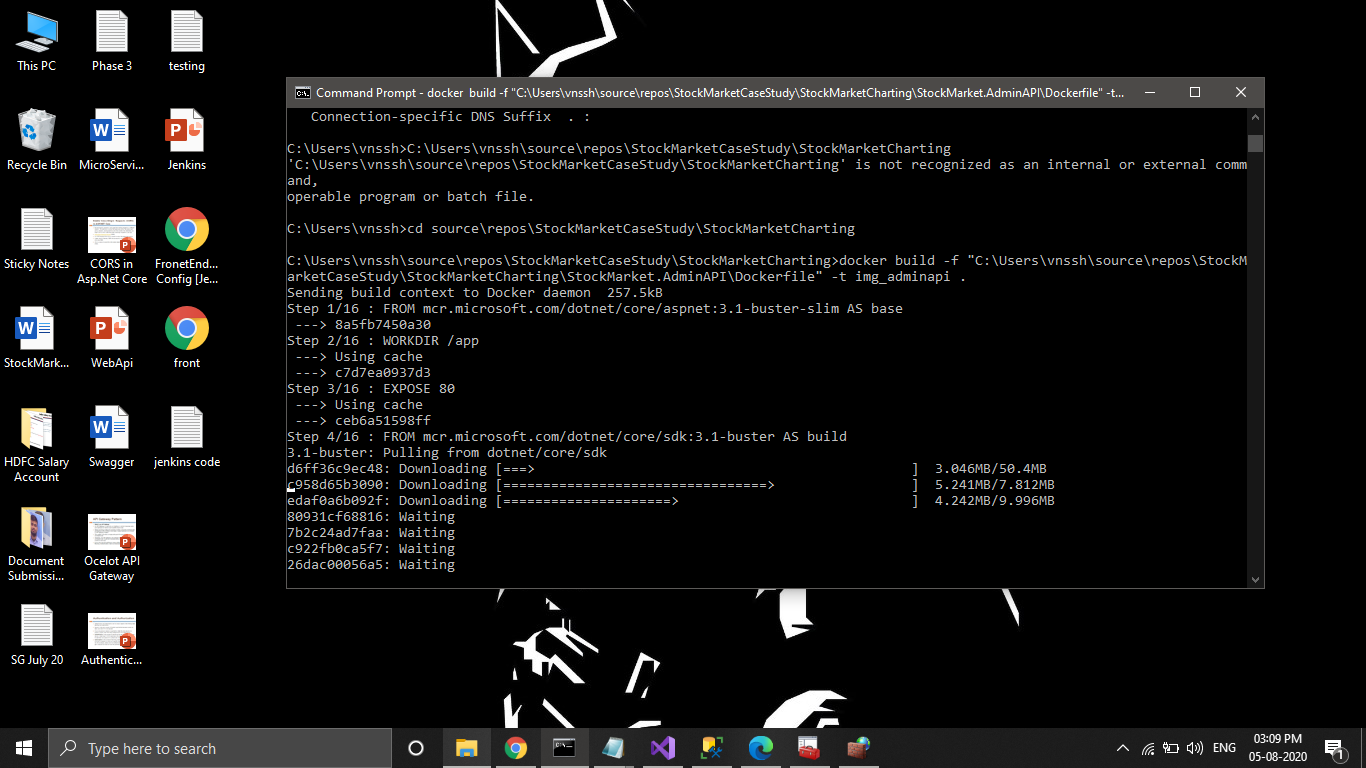 This PC
Phase 3
testing
Recycle Bin
MicroServi...
Jenkins
Sticky Notes
CORS in
Asp.Net Core
FronetEnd...
Config [Je...
StockMark...
WebApi
front
HDFC Salary
Account
Swagger
jenkins code
Document
Submissi...
Ocelot API
Gateway
SG July 20
Authentic...
Command Prompt - docker build -f "C:\Users\vnssh\source\repos\StockMarketCaseStudy\StockMarketCharting\StockMarket.AdminAPI\Dockerfile" -t...
Connection-specific DNS Suffix  . :
C:\Users\vnssh>C:\Users\vnssh\source\repos\StockMarketCaseStudy\StockMarketCharting
'C:\Users\vnssh\source\repos\StockMarketCaseStudy\StockMarketCharting' is not recognized as an internal or external comm
and,
operable program or batch file.
C:\Users\vnssh>cd source\repos\StockMarketCaseStudy\StockMarketCharting
C:\Users\vnssh\source\repos\StockMarketCaseStudy\StockMarketCharting>docker build -f "C:\Users\vnssh\source\repos\StockM
arketCaseStudy\StockMarketCharting\StockMarket.AdminAPI\Dockerfile" -t img_adminapi .
Sending build context to Docker daemon  257.5kB
Step 1/16 : FROM mcr.microsoft.com/dotnet/core/aspnet:3.1-buster-slim AS base
---> 8a5fb7450a30
Step 2/16 : WORKDIR /app
---> Using cache
---> c7d7ea0937d3
Step 3/16 : EXPOSE 80
---> Using cache
---> ceb6a51598ff
Step 4/16 : FROM mcr.microsoft.com/dotnet/core/sdk:3.1-buster AS build
3.1-buster: Pulling from dotnet/core/sdk
d6ff36c9ec48: Downloading [===>                                               ]  3.046MB/50.4MB
c958d65b3090: Downloading [=================================>                 ]  5.241MB/7.812MB
edaf0a6b092f: Downloading [=====================>                             ]  4.242MB/9.996MB
80931cf68816: Waiting
7b2c24ad7faa: Waiting
c922fb0ca5f7: Waiting
26dac00056a5: Waiting
Type here to search
ENG
03:09 PM
05-08-2020
1